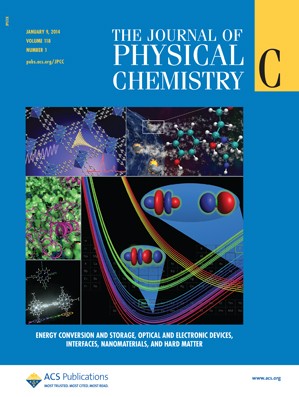 JANUARY 9, 2014
VOLUME 118
NUMBER 1
pubs.acs.org/JPCC
THE JOURNAL OF
PHYSICAL
CHEMISTRY
C
ENERGY CONVERSION AND STORAGE, OPTICAL AND ELECTRONIC DEVICES,
INTERFACES, NANOMATERIALS, AND HARD MATTER
ACS Publications
MOST TRUSTED. MOST CITED. MOST READ.
www.acs.org